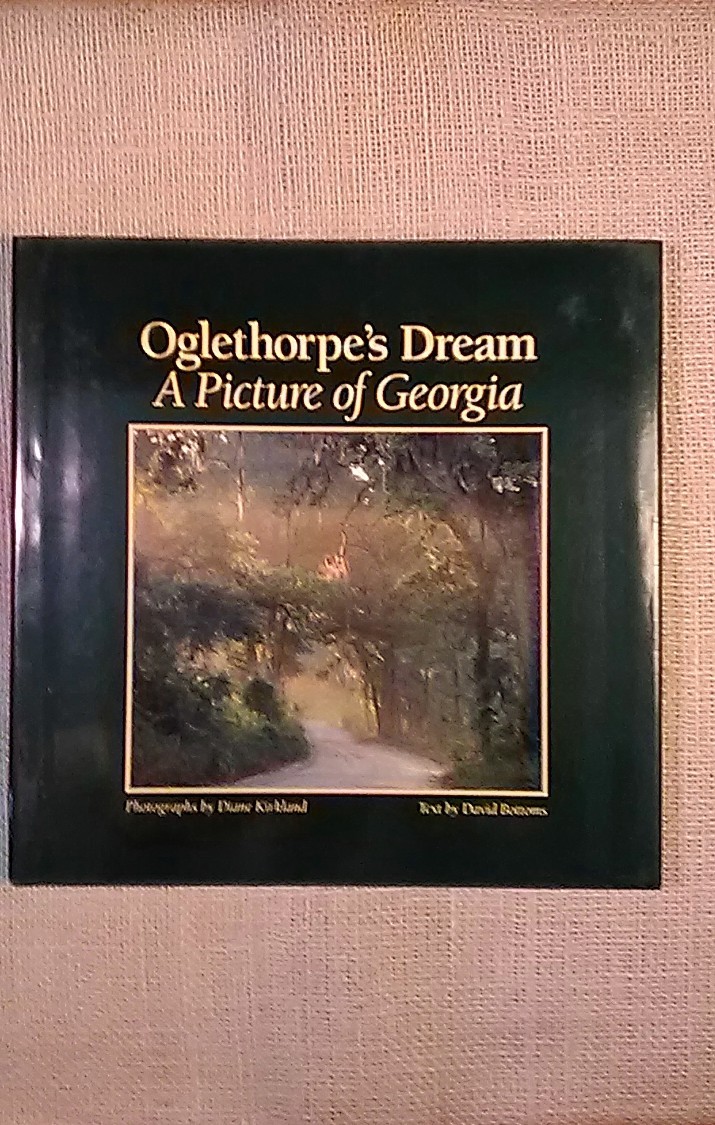 Oglethorpe's Dream
A Picture of Georgia
Photographs by Diane Kirkland
Text by David Bottoms